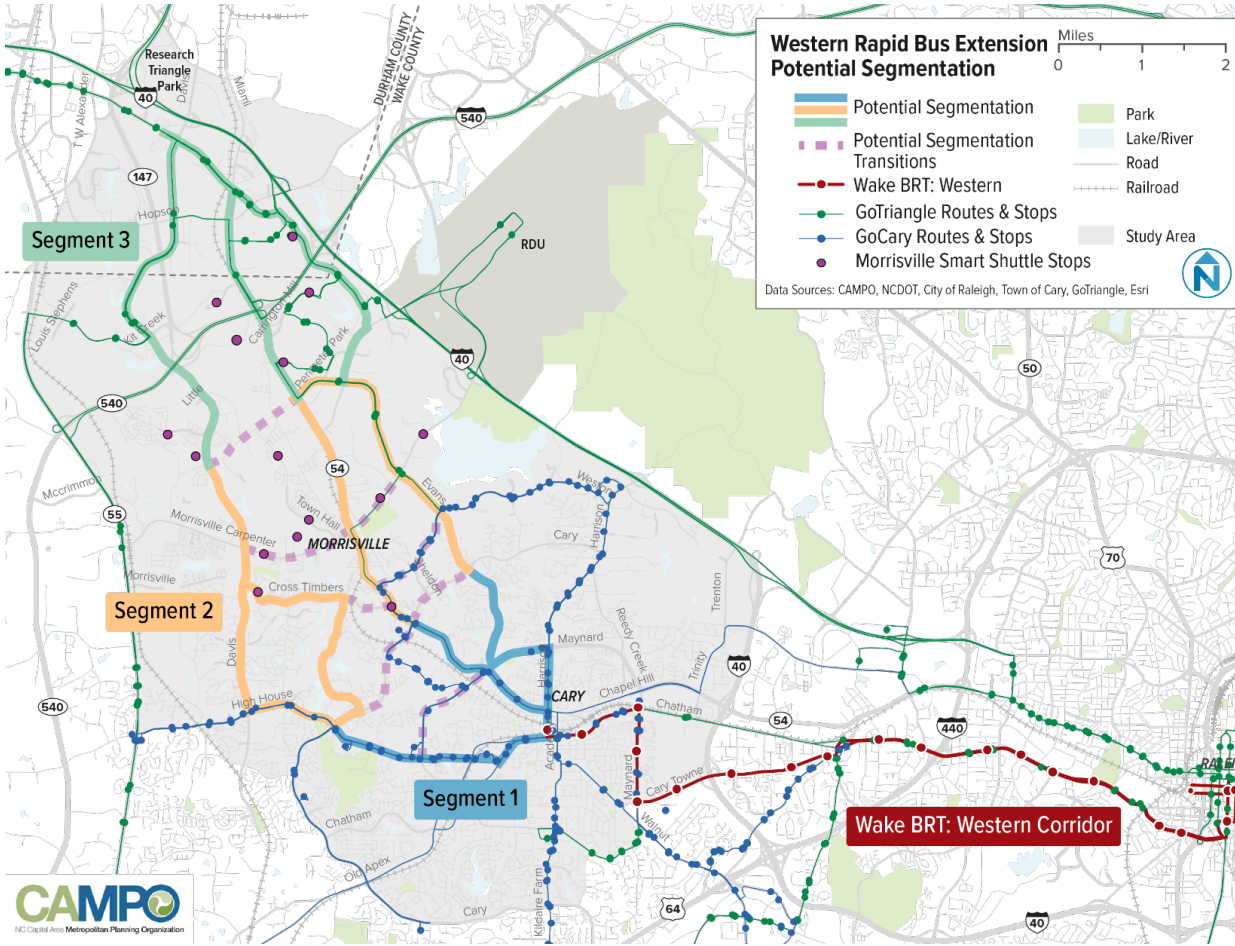 Western Rapid Bus Extension
Potential Segmentation
Miles
0 1 2
Potential Segmentation
Potential Segmentation
Transitions
Wake BRT: Western
GoTriangle Routes & Stops
GoCary Routes & Stops
Morrisville Smart Shuttle Stops
Park
Lake/River
Road
Railroad
Study Area
N
Data Sources: CAMPO, NCDOT, City of Raleigh, Town of Cary, GoTriangle, Esri
DURHAM COUNTY
WAKE COUNTY
Research
Triangle
Park
T W Alexander
Davis
Miami
40
540
147
Hopson
Segment 3
RDU
Louis Stephens
Kit Creek
Carrington Mill
Perimeter Park
40
50
540
Little
54
Mccrimmon
55
Evans
Weston
Town Hall
Morrisville Carpenter
MORRISVILLE
Cary
Harrison
70
Morrisville
Cross Timbers
Sheldon
Segment 2
Trenton
Reedy Creek
Maynard
Trinity
Davis
Harrison
40
Chapel Hill
High House
CARY
Chatham
540
54
440
Academy
Maynard
Cary Towne
Segment 1
Walnut
Wake BRT: Western Corridor
Chatham
Old Apex
Cary
Kildaire Farm
64
40
CAMPO
NC Capital Area Metropolitan Planning Organization